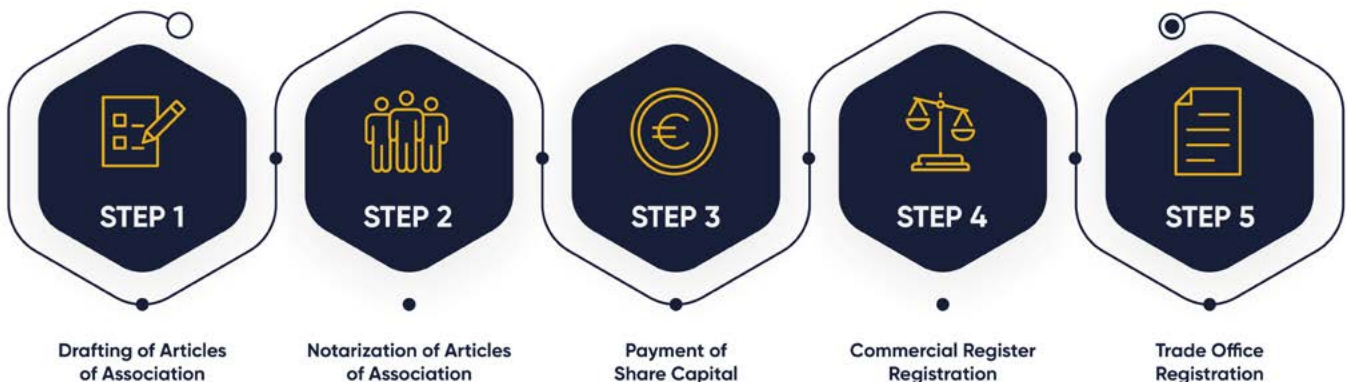 STEP 1
STEP 2
STEP 3
STEP 4
STEP 5
Drafting of Articles
of Association
Notarization of Articles
of Association
Payment of
Share Capital
Commercial Register
Registration
Trade Office
Registration